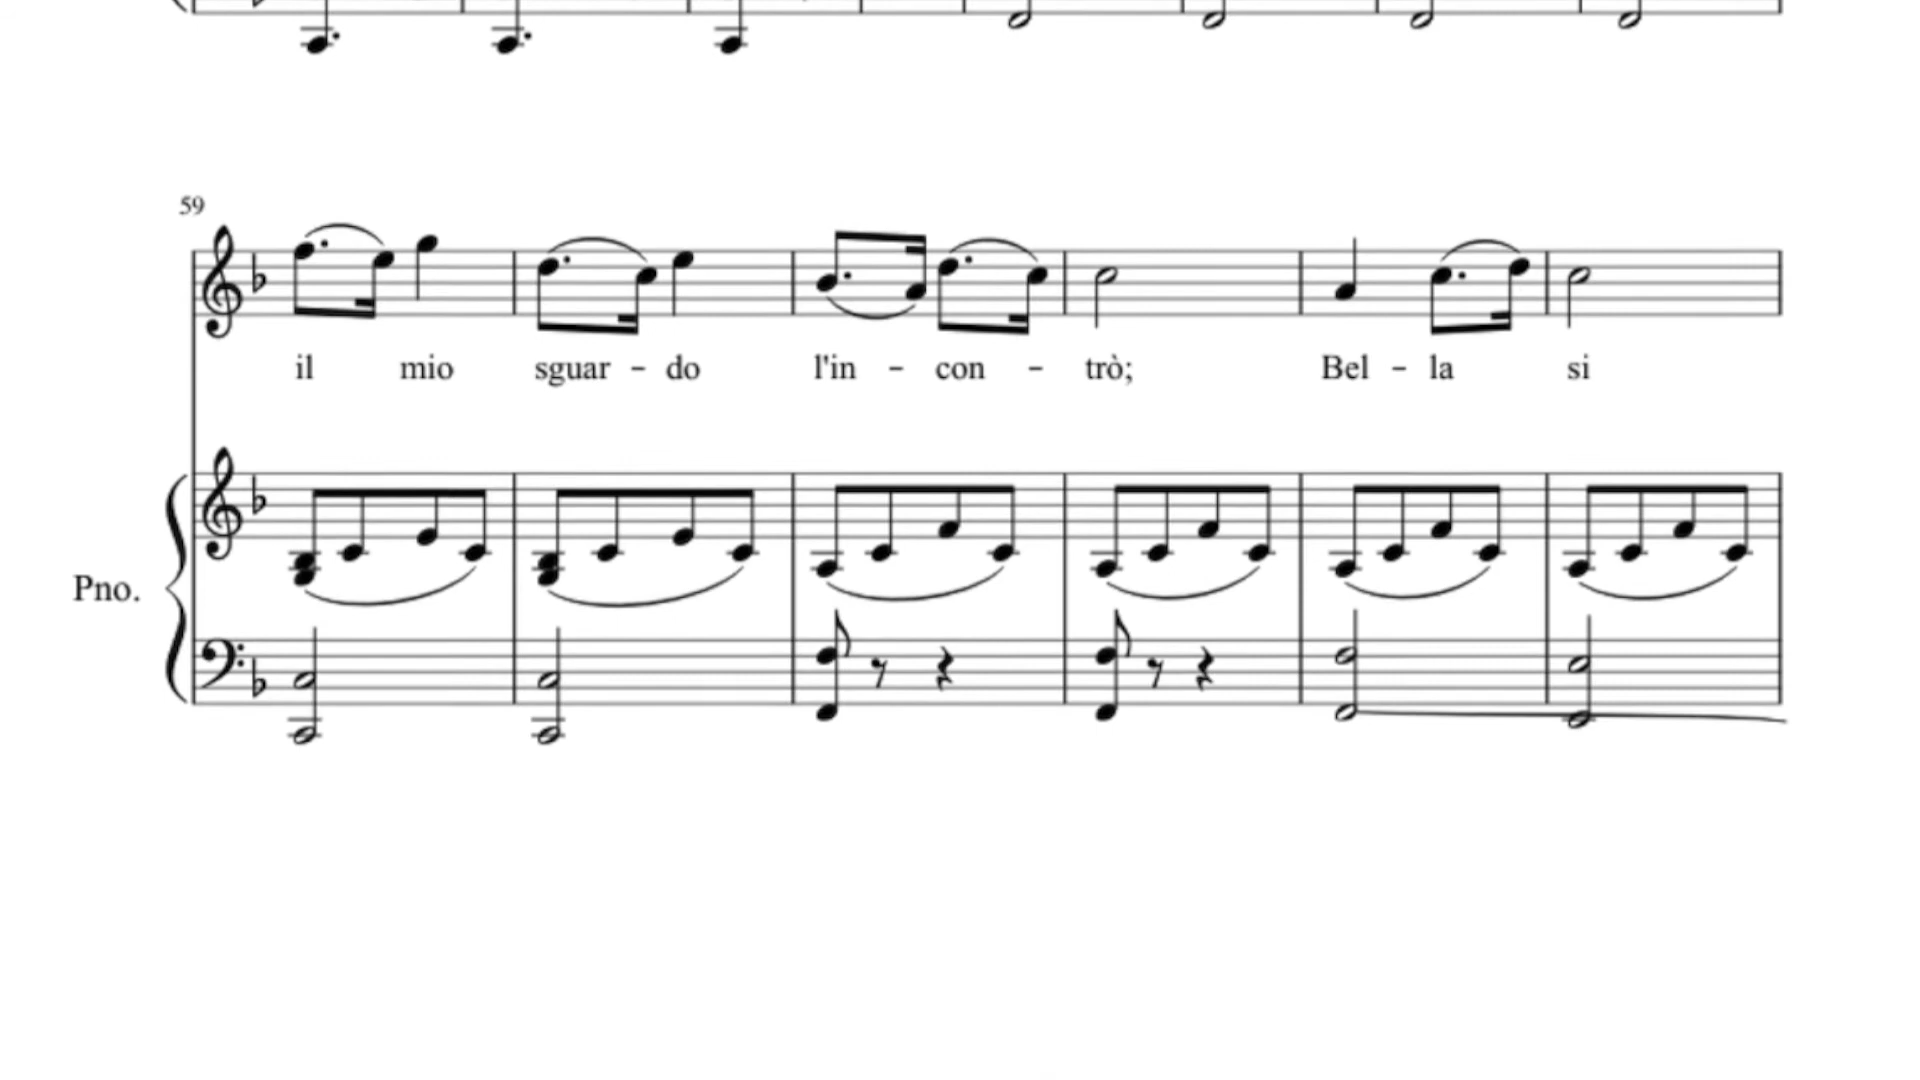 59
il mio sguar - do l'in - con - trò; Bel - la si
Pno.